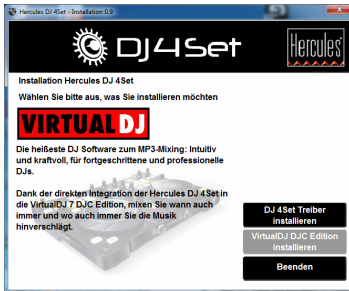 Hercules DJ 4Set - Installation 0.9
DJ4Set
Hercules
Installation Hercules DJ 4Set
Wählen Sie bitte aus, was Sie installieren möchten
VIRTUALDJ
Die heißeste DJ Software zum MP3-Mixing: Intuitiv
und kraftvoll, für fortgeschrittene und professionelle
DJs.
Dank der direkten Integration der Hercules DJ 4Set in
die VirtualDJ 7 DJC Edition, mixen Sie wann auch
immer und wo auch immer Sie die Musik
hinverschlägt.
DJ 4Set Treiber
installieren
VirtualDJ DJC Edition
installieren
Beenden